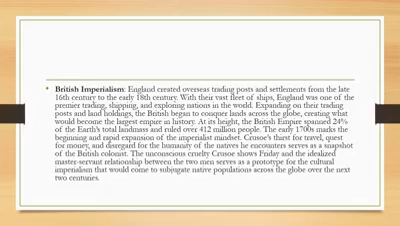 • British Imperialism: England created overseas trading posts and settlements from the late
16th century to the early 18th century. With their vast fleet of ships, England was one of the
premier trading, shipping, and exploring nations in the world. Expanding on their trading
posts and land holdings, the British began to conquer lands across the globe, creating what
would become the largest empire in history. At its height, the British Empire spanned 24%
of the Earth's total landmass and ruled over 412 million people. The early 1700s marks the
beginning and rapid expansion of the imperialist mindset. Crusoe's thirst for travel, quest
for money, and disregard for the humanity of the natives he encounters serves as a snapshot
of the British colonist. The unconscious cruelty Crusoe shows Friday and the idealized
master-servant relationship between the two men serves as a prototype for the cultural
imperialism that would come to subjugate native populations across the globe over the next
two centuries.